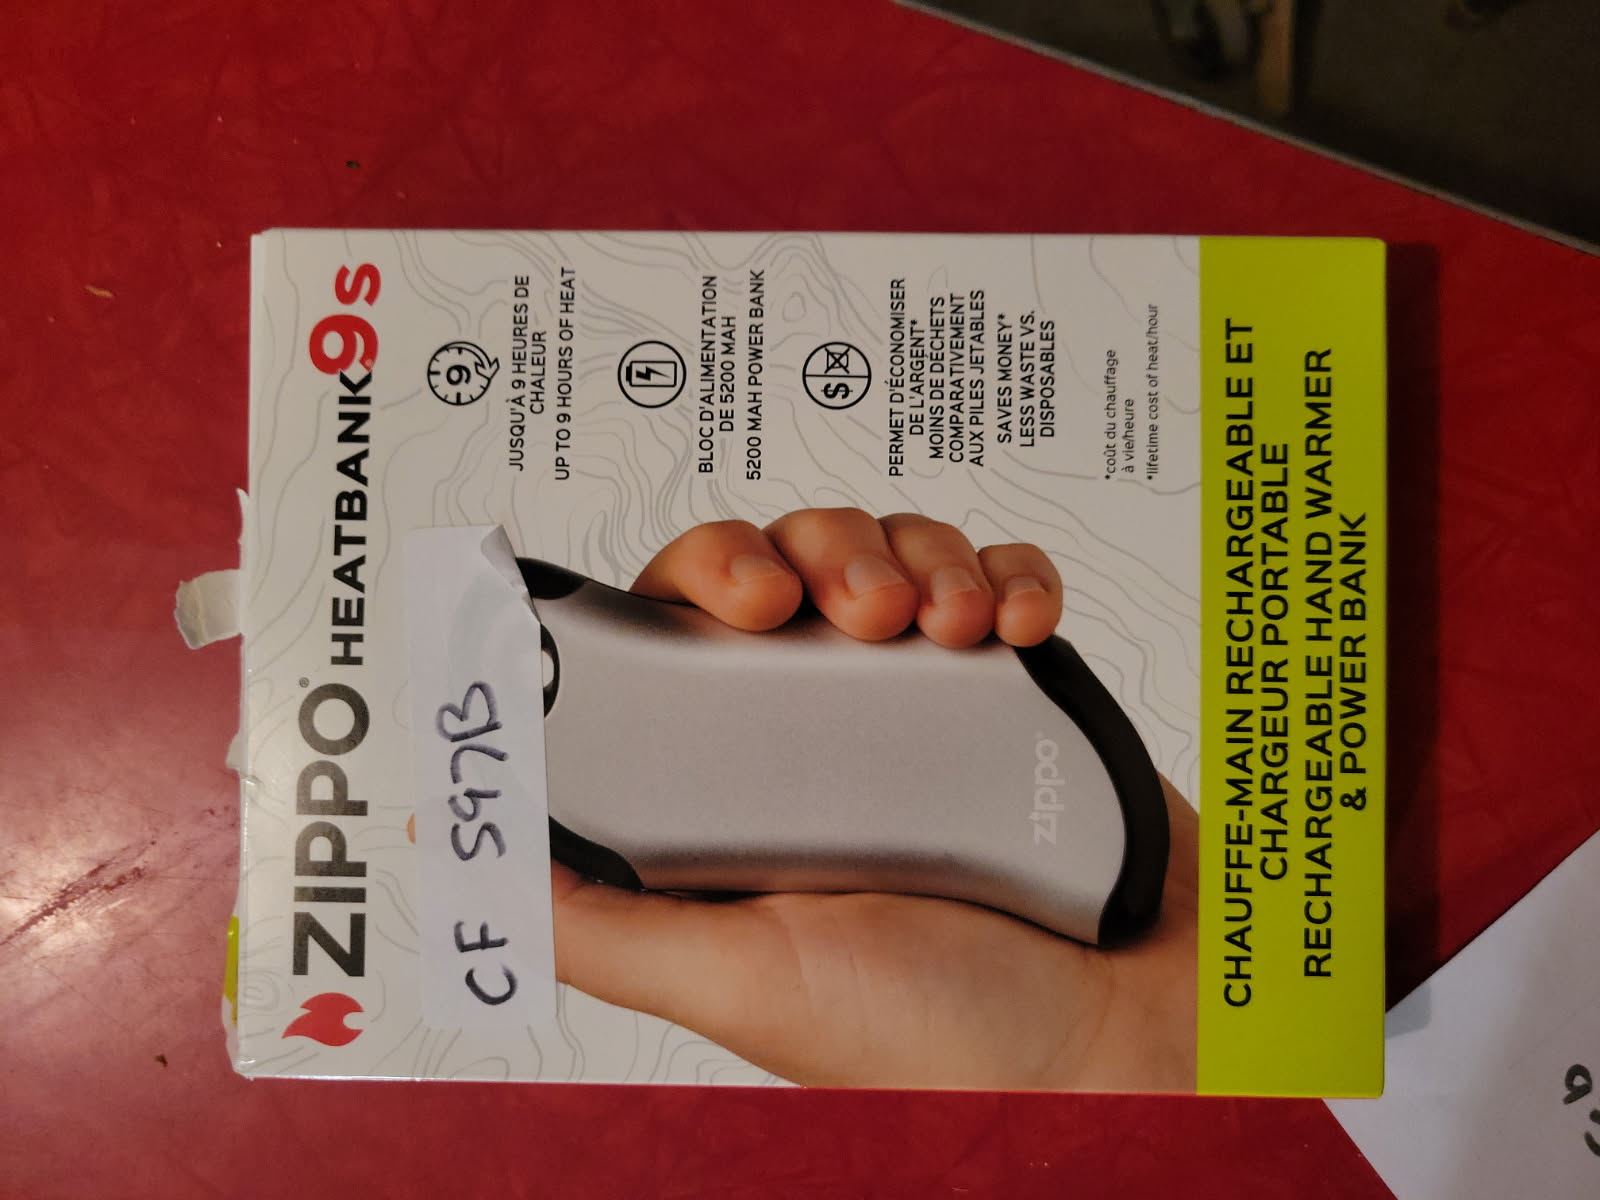 ZIPPO® HEATBANK® 9s
CF S97B
9
JUSQU'À 9 HEURES DE
CHALEUR
UP TO 9 HOURS OF HEAT
BLOC D'ALIMENTATION
DE 5200 MAH
5200 MAH POWER BANK
$
PERMET D'ÉCONOMISER
DE L'ARGENT*
MOINS DE DÉCHETS
COMPARATIVEMENT
AUX PILES JETABLES
SAVES MONEY*
LESS WASTE VS.
DISPOSABLES
*coût du chauffage
à vie/heure
*lifetime cost of heat/hour
zippo®
CHAUFFE-MAIN RECHARGEABLE ET
CHARGEUR PORTABLE
RECHARGEABLE HAND WARMER
& POWER BANK